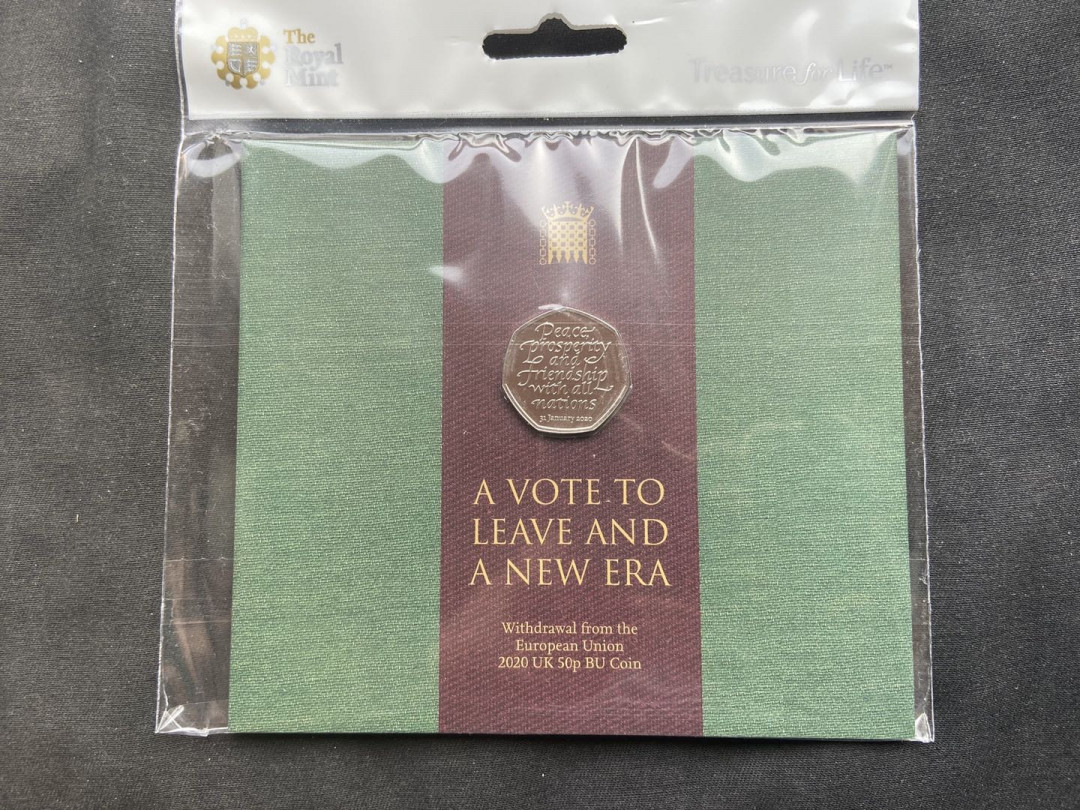 The
Royal
Mint
Treasure for Life™
Peace,
prosperity
and
friendship
with all
nations
31 January 2020
A VOTE TO
LEAVE AND
A NEW ERA
Withdrawal from the
European Union
2020 UK 50p BU Coin